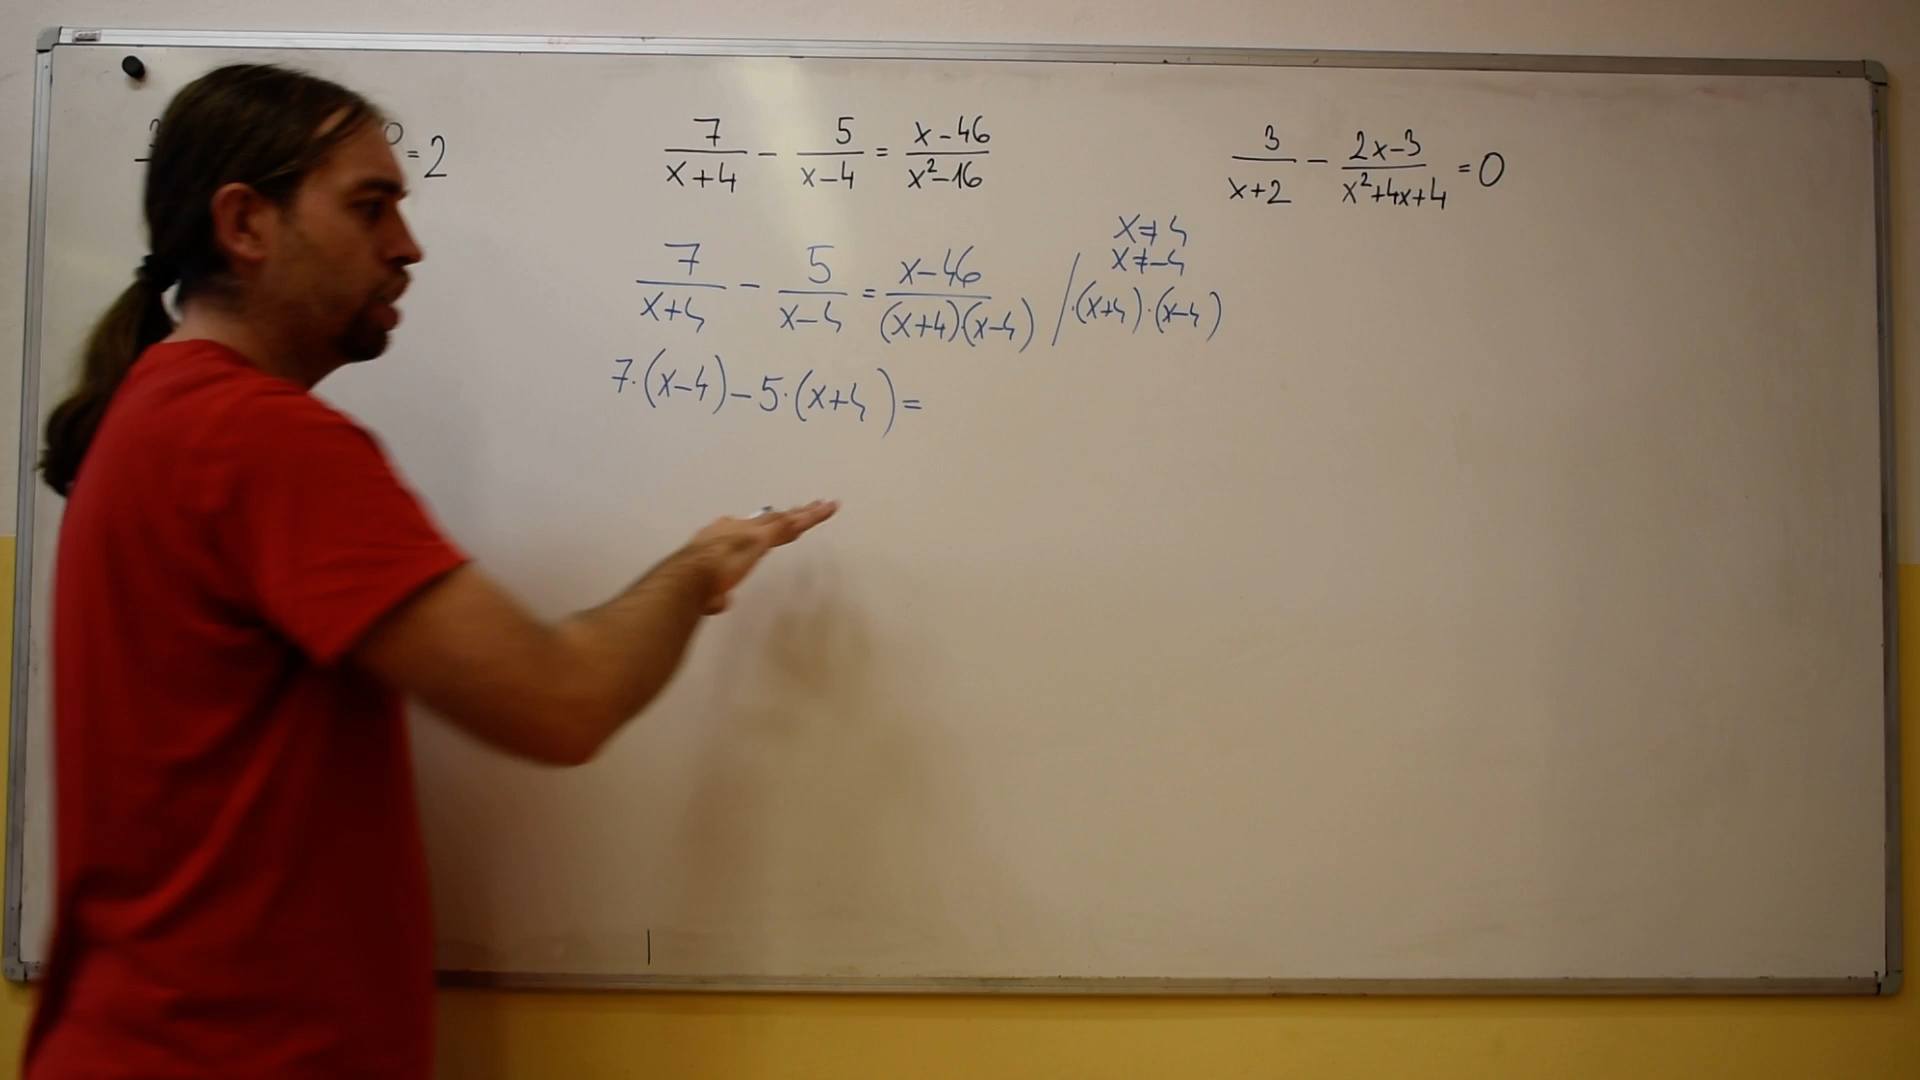 = 2
7/(x+4) - 5/(x-4) = (x-46)/(x²-16)
3/(x+2) - (2x-3)/(x²+4x+4) = 0
x≠4
x≠-4
7/(x+4) - 5/(x-4) = (x-46)/((x+4)·(x-4)) / ·(x+4)·(x-4)
7·(x-4)-5·(x+4)=